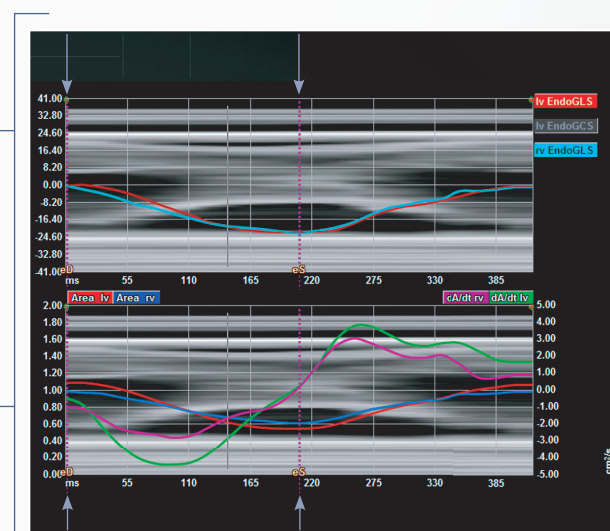 41.00
32.80
24.60
16.40
8.20
0.00
-8.20
-16.40
-24.60
-32.80
-41.00
lv EndoGLS
lv EndoGCS
rv EndoGLS
eD
eS
ms 55 110 165 220 275 330 385
Area lv Area rv cA/dt rv dA/dt lv
2.00 5.00
1.80 4.00
1.60 3.00
1.40 2.00
1.20 1.00
1.00 0.00
0.80 -1.00
0.60 -2.00
0.40 -3.00
0.20 -4.00
0.00 -5.00
eD
eS
ms 55 110 165 220 275 330 385
cm²/s